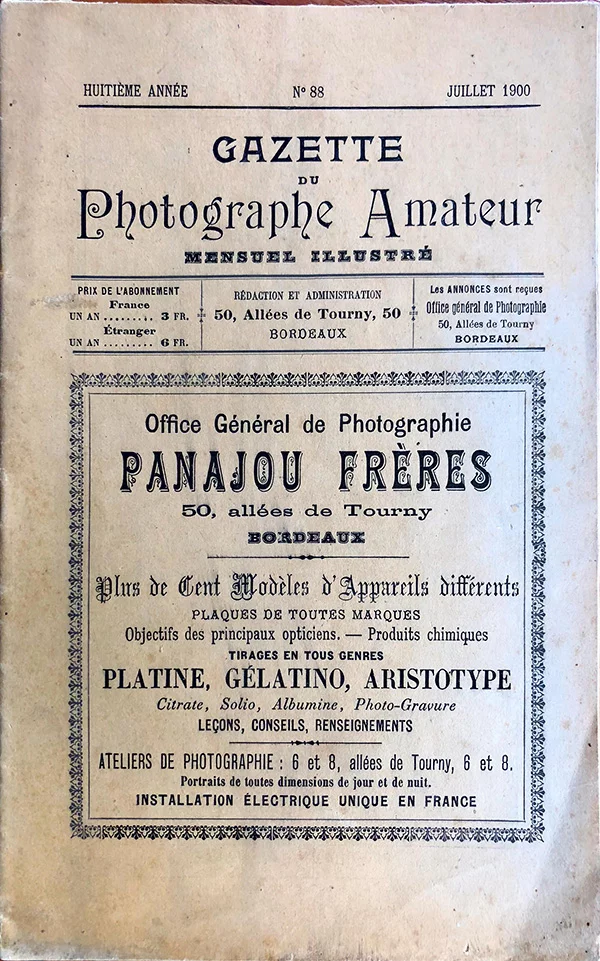 HUITIÈME ANNÉE N° 88 JUILLET 1900
GAZETTE
DU
Photographe Amateur
MENSUEL ILLUSTRÉ
PRIX DE L'ABONNEMENT
France
UN AN ........ 3 FR.
Étranger
UN AN ......... 6 FR.
RÉDACTION ET ADMINISTRATION
50, Allées de Tourny, 50
BORDEAUX
Les ANNONCES sont reçues
Office général de Photographie
50, Allées de Tourny
BORDEAUX
Office Général de Photographie
PANAJOU FRÈRES
50, allées de Tourny
BORDEAUX
Plus de Cent Modèles d'Appareils différents
PLAQUES DE TOUTES MARQUES
Objectifs des principaux opticiens. — Produits chimiques
TIRAGES EN TOUS GENRES
PLATINE, GÉLATINO, ARISTOTYPE
Citrate, Solio, Albumine, Photo-Gravure
LEÇONS, CONSEILS, RENSEIGNEMENTS
ATELIERS DE PHOTOGRAPHIE : 6 et 8, allées de Tourny, 6 et 8.
Portraits de toutes dimensions de jour et de nuit.
INSTALLATION ÉLECTRIQUE UNIQUE EN FRANCE